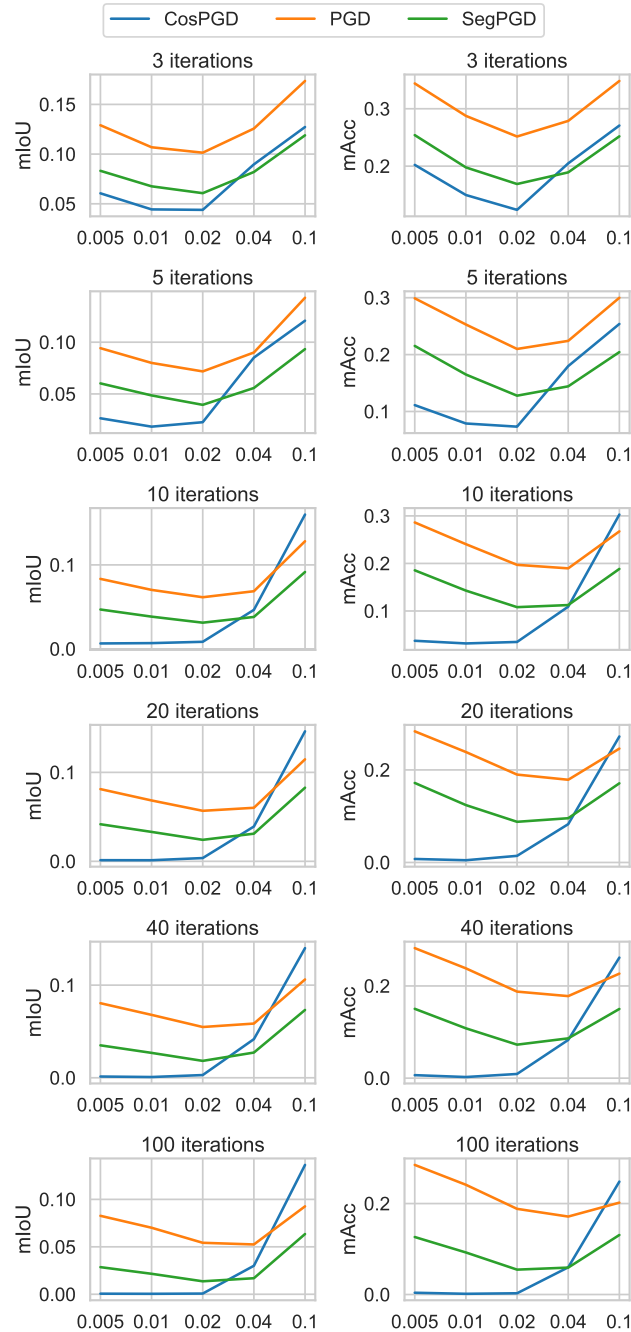 CosPGD PGD SegPGD
3 iterations 3 iterations
mIoU 0.15 0.10 0.05
mAcc 0.3 0.2
0.005 0.01 0.02 0.04 0.1 0.005 0.01 0.02 0.04 0.1
5 iterations 5 iterations
mIoU 0.10 0.05
mAcc 0.3 0.2 0.1
0.005 0.01 0.02 0.04 0.1 0.005 0.01 0.02 0.04 0.1
10 iterations 10 iterations
mIoU 0.1 0.0
mAcc 0.3 0.2 0.1
0.005 0.01 0.02 0.04 0.1 0.005 0.01 0.02 0.04 0.1
20 iterations 20 iterations
mIoU 0.1 0.0
mAcc 0.2 0.0
0.005 0.01 0.02 0.04 0.1 0.005 0.01 0.02 0.04 0.1
40 iterations 40 iterations
mIoU 0.1 0.0
mAcc 0.2 0.0
0.005 0.01 0.02 0.04 0.1 0.005 0.01 0.02 0.04 0.1
100 iterations 100 iterations
mIoU 0.10 0.05 0.00
mAcc 0.2 0.0
0.005 0.01 0.02 0.04 0.1 0.005 0.01 0.02 0.04 0.1